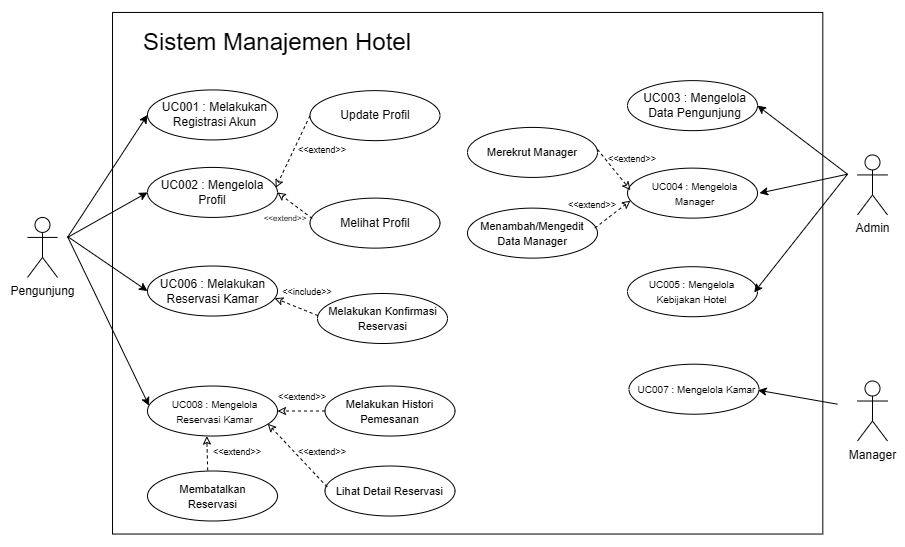 Sistem Manajemen Hotel
UC001 : Melakukan
Registrasi Akun
Update Profil
<<extend>>
UC002 : Mengelola
Profil
<<extend>>
Melihat Profil
Pengunjung
UC006 : Melakukan
Reservasi Kamar
<<include>>
Melakukan Konfirmasi
Reservasi
UC008 : Mengelola
Reservasi Kamar
<<extend>>
Melakukan Histori
Pemesanan
<<extend>>
<<extend>>
Membatalkan
Reservasi
Lihat Detail Reservasi
UC003 : Mengelola
Data Pengunjung
Merekrut Manager
<<extend>>
UC004 : Mengelola
Manager
<<extend>>
Menambah/Mengedit
Data Manager
Admin
UC005 : Mengelola
Kebijakan Hotel
UC007 : Mengelola Kamar
Manager